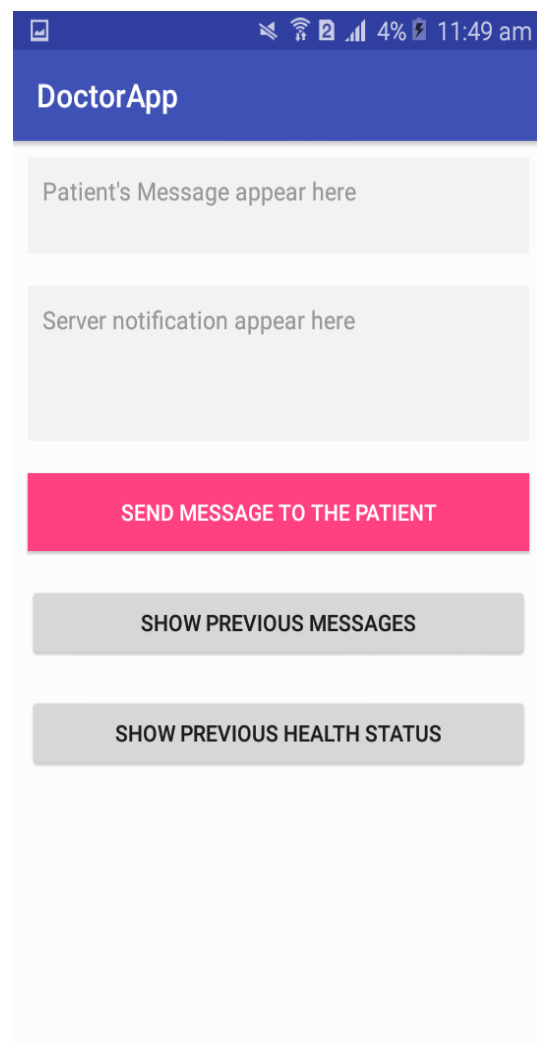 2 4% 11:49 am
DoctorApp
Patient's Message appear here
Server notification appear here
SEND MESSAGE TO THE PATIENT
SHOW PREVIOUS MESSAGES
SHOW PREVIOUS HEALTH STATUS